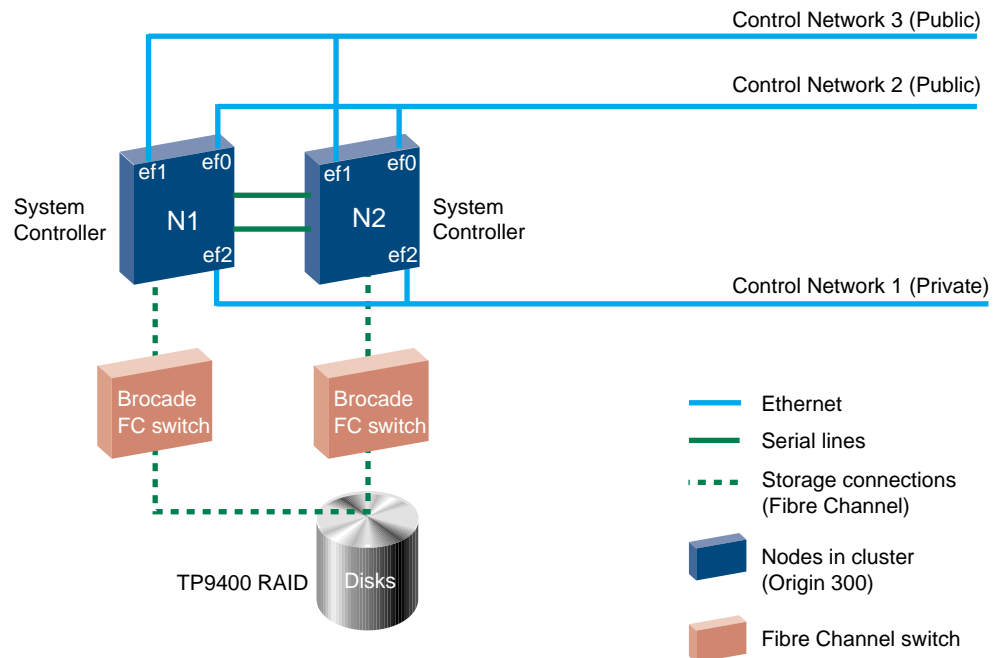 Control Network 3 (Public)
Control Network 2 (Public)
ef1
ef0
ef1
ef0
System
Controller
N1
N2
System
Controller
ef2
ef2
Control Network 1 (Private)
Brocade
FC switch
Brocade
FC switch
Ethernet
Serial lines
Storage connections
(Fibre Channel)
Nodes in cluster
(Origin 300)
TP9400 RAID
Disks
Fibre Channel switch